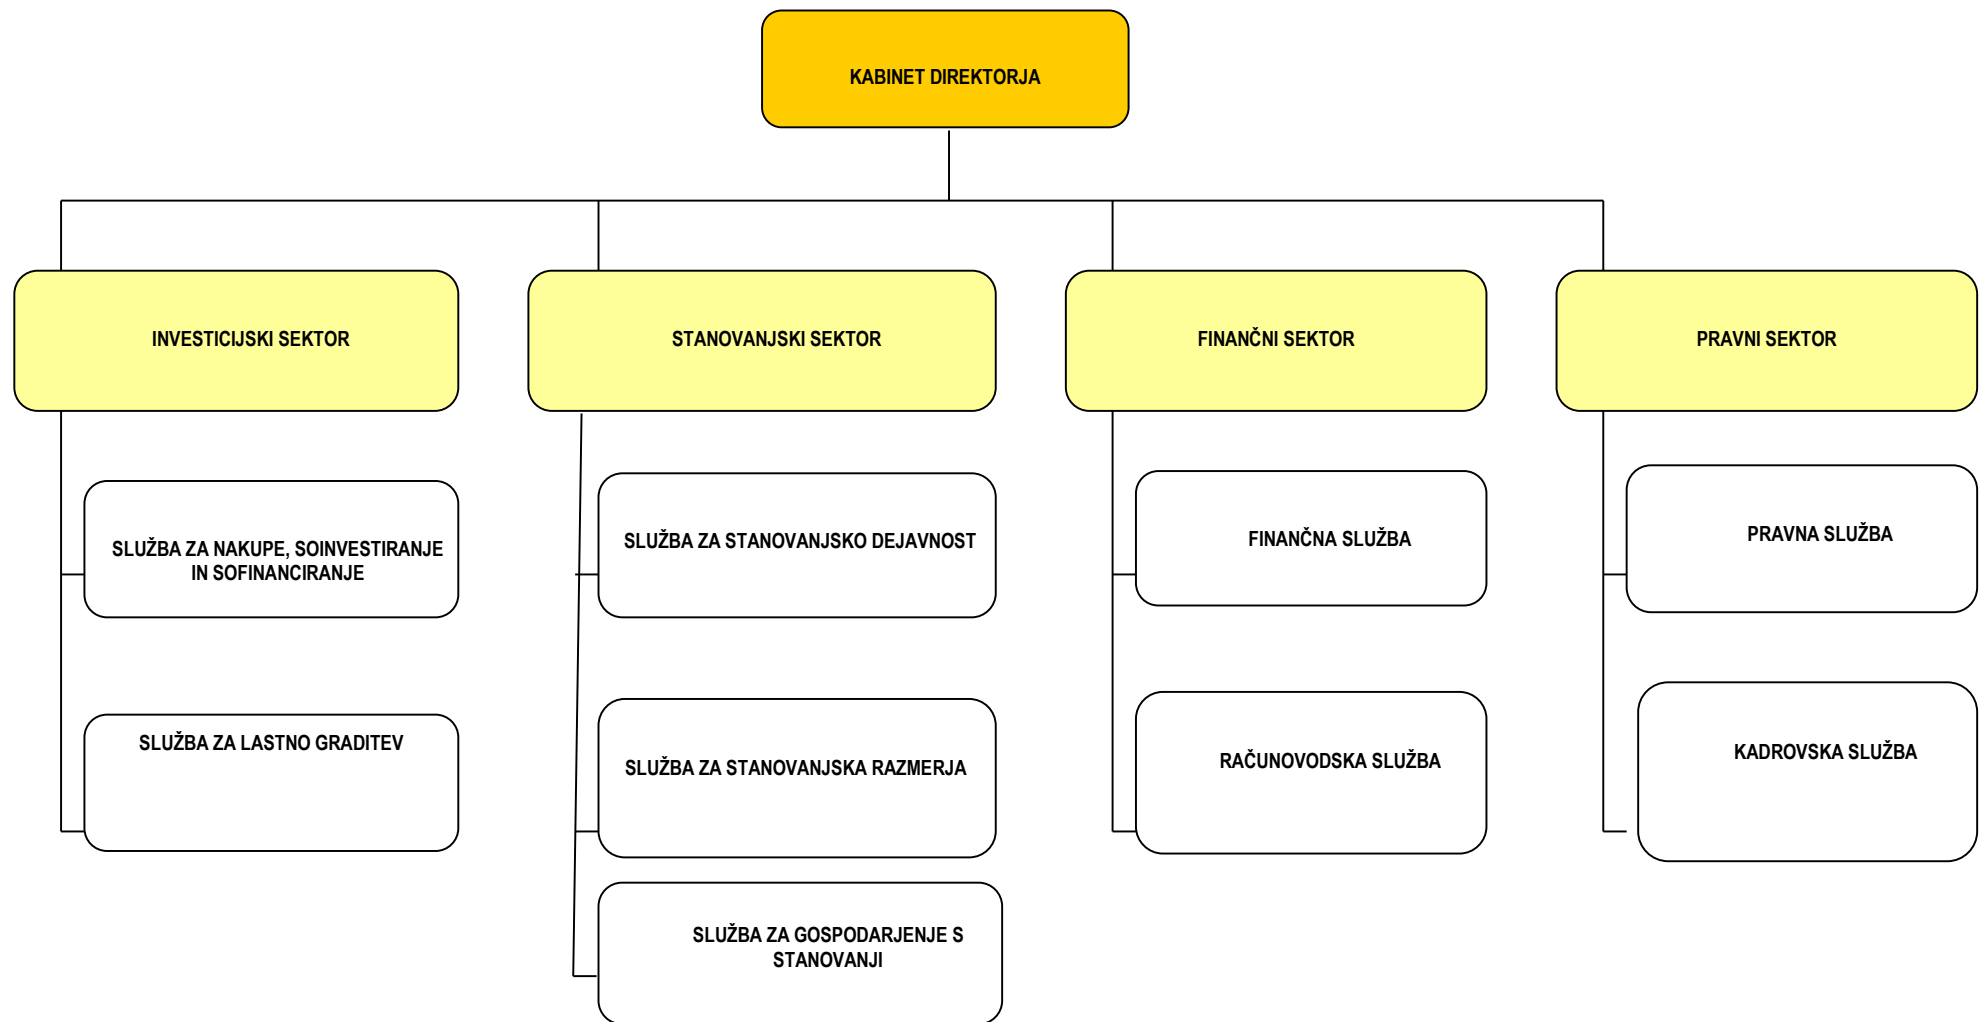 KABINET DIREKTORJA
INVESTICIJSKI SEKTOR
STANOVANJSKI SEKTOR
FINANČNI SEKTOR
PRAVNI SEKTOR
SLUŽBA ZA NAKUPE, SOINVESTIRANJE
IN SOFINANCIRANJE
SLUŽBA ZA STANOVANJSKO DEJAVNOST
FINANČNA SLUŽBA
PRAVNA SLUŽBA
SLUŽBA ZA LASTNO GRADITEV
SLUŽBA ZA STANOVANJSKA RAZMERJA
RAČUNOVODSKA SLUŽBA
KADROVSKA SLUŽBA
SLUŽBA ZA GOSPODARJENJE S
STANOVANJI